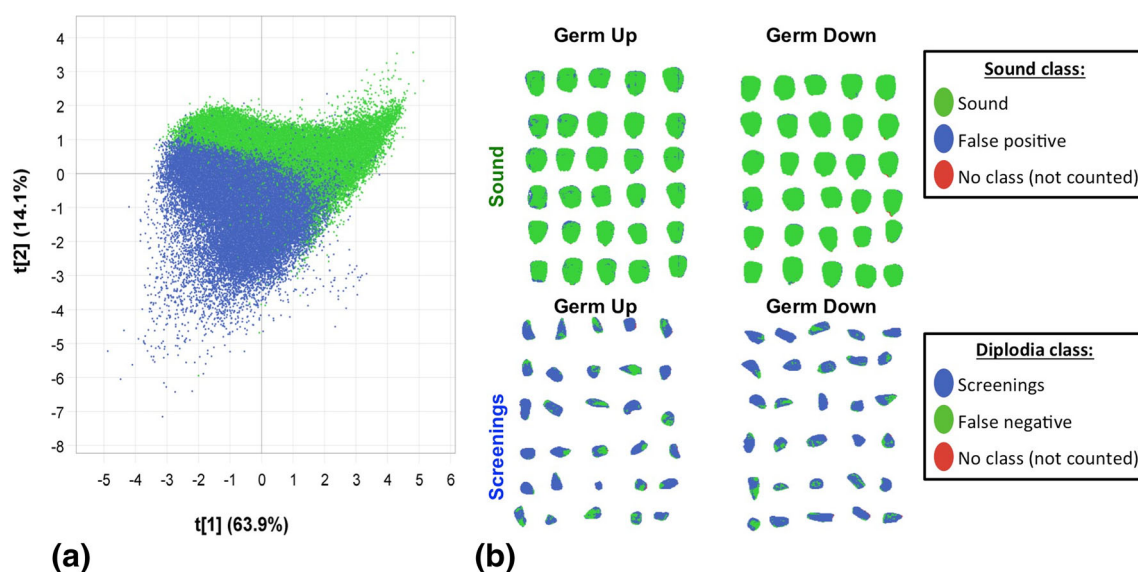 4
3
2
1
0
-1
-2
-3
-4
-5
-6
-7
-8
t[2] (14.1%)
-5 -4 -3 -2 -1 0 1 2 3 4 5 6
t[1] (63.9%)
(a)
Germ Up Germ Down
Sound
Germ Up Germ Down
Screenings
(b)
Sound class:
Sound
False positive
No class (not counted)
Diplodia class:
Screenings
False negative
No class (not counted)